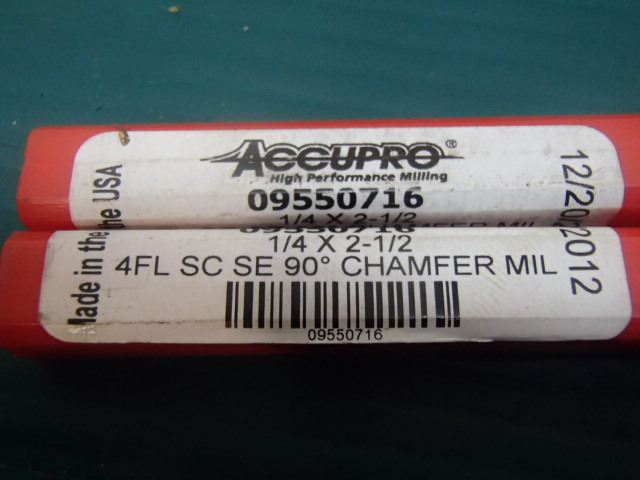 ACCUPRO®
High Performance Milling
09550716
1/4 X 2-1/2
Made in the USA
12/20/2012
09550716
1/4 X 2-1/2
4FL SC SE 90° CHAMFER MIL
09550716